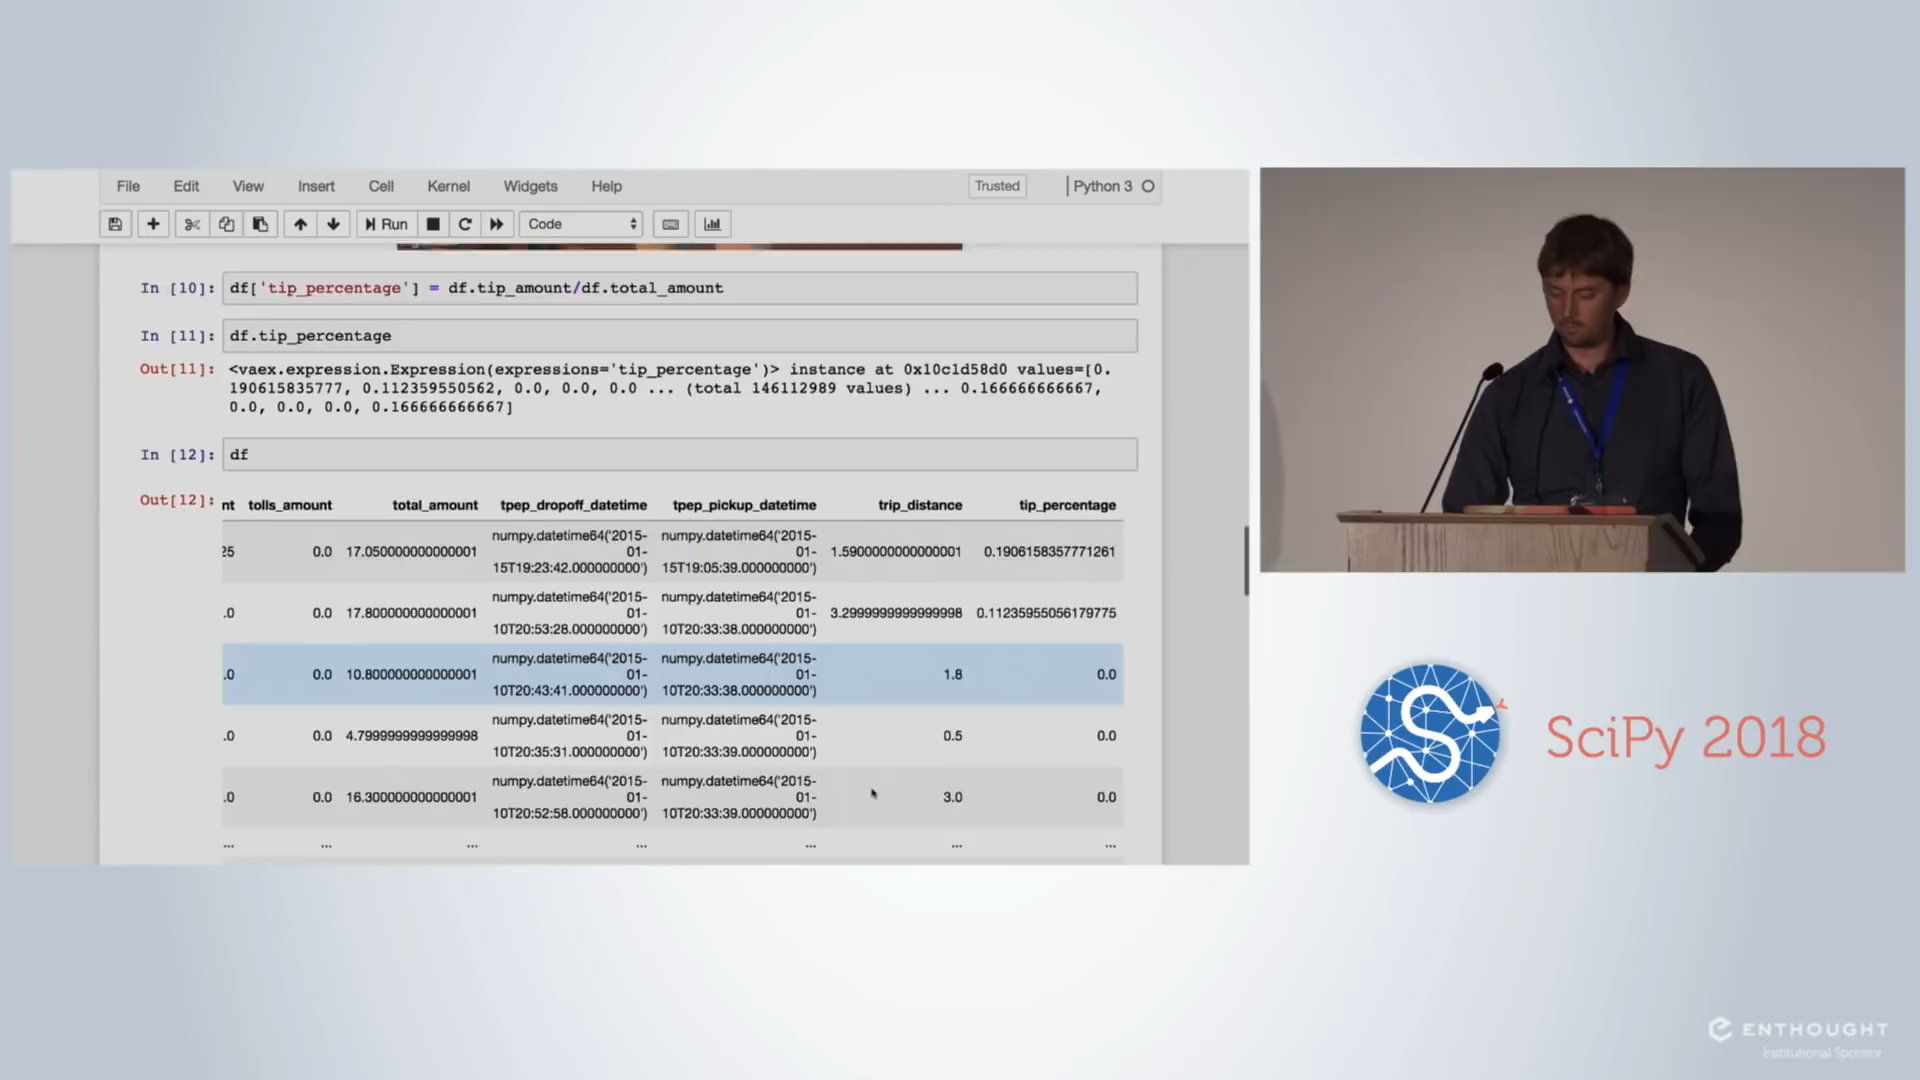 File Edit View Insert Cell Kernel Widgets Help Trusted Python 3
Run Code
In [10]: df['tip_percentage'] = df.tip_amount/df.total_amount
In [11]: df.tip_percentage
Out[11]: <vaex.expression.Expression(expressions='tip_percentage')> instance at 0x10c1d58d0 values=[0.
190615835777, 0.112359550562, 0.0, 0.0, 0.0 ... (total 146112989 values) ... 0.166666666667,
0.0, 0.0, 0.0, 0.166666666667]
In [12]: df
Out[12]: nt tolls_amount total_amount tpep_dropoff_datetime tpep_pickup_datetime trip_distance tip_percentage
numpy.datetime64('2015- numpy.datetime64('2015-
25 0.0 17.050000000000001 01- 01- 1.5900000000000001 0.1906158357771261
15T19:23:42.000000000') 15T19:05:39.000000000')
numpy.datetime64('2015- numpy.datetime64('2015-
.0 0.0 17.800000000000001 01- 01- 3.2999999999999998 0.11235955056179775
10T20:53:28.000000000') 10T20:33:38.000000000')
numpy.datetime64('2015- numpy.datetime64('2015-
.0 0.0 10.800000000000001 01- 01- 1.8 0.0
10T20:43:41.000000000') 10T20:33:38.000000000')
numpy.datetime64('2015- numpy.datetime64('2015-
.0 0.0 4.7999999999999998 01- 01- 0.5 0.0
10T20:35:31.000000000') 10T20:33:39.000000000')
numpy.datetime64('2015- numpy.datetime64('2015-
.0 0.0 16.300000000000001 01- 01- 3.0 0.0
10T20:52:58.000000000') 10T20:33:39.000000000')
... ... ... ... ... ... ...
SciPy 2018
ENTHOUGHT
Institutional Sponsor